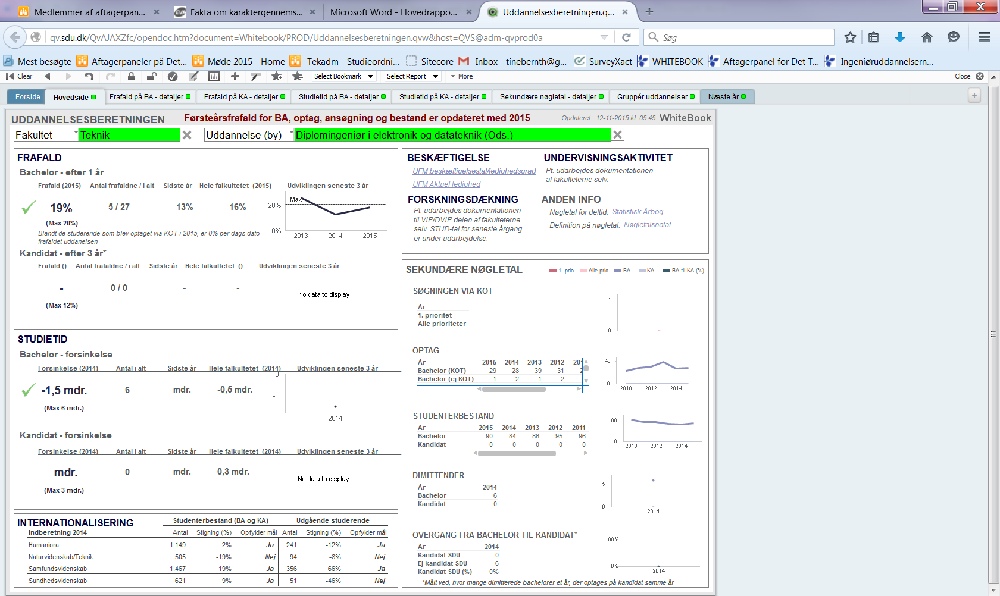 Medlemmer af aftagerpan...
Fakta om karaktergennems...
Microsoft Word - Hovedrappo...
Uddannelsesberetningen.qv...
qv.sdu.dk/QvAJAXZfc/opendoc.htm?document=Whitebook/PROD/Uddannelsesberetningen.qvw&host=QVS@adm-qvprod0a
Søg
Mest besøgte
Aftagerpaneler på Det...
Møde 2015 - Home
Tekadm - Studieordni...
Sitecore
Inbox - tinebernth@g...
SurveyXact
WHITEBOOK
Aftagerpanel for Det T...
Ingeniøruddannelsern...
Clear
Select Bookmark
Select Report
More
Close
Forside
Hovedside
Frafald på BA - detaljer
Frafald på KA - detaljer
Studietid på BA - detaljer
Studietid på KA - detaljer
Sekundære nøgletal - detaljer
Gruppér uddannelser
Næste år
UDDANNELSESBERETNINGEN
Førsteårsfrafald for BA, optag, ansøgning og bestand er opdateret med 2015
Opdateret: 12-11-2015 kl. 05:45
WhiteBook
Fakultet
Teknik
Uddannelse (by)
Diplomingeniør i elektronik og datateknik (Ods.)
FRAFALD
Bachelor - efter 1 år
Frafald (2015) Antal frafaldne / i alt Sidste år Hele falkultetet (2015) Udviklingen seneste 3 år
19% 5 / 27 13% 16%
(Max 20%)
Max
20%
0%
2013 2014 2015
Blandt de studerende som blev optaget via KOT i 2015, er 0% per dags dato
frafaldet uddanelsen
Kandidat - efter 3 år*
Frafald () Antal frafaldne / i alt Sidste år Hele falkultetet () Udviklingen seneste 3 år
- 0 / 0 - -
No data to display
(Max 12%)
STUDIETID
Bachelor - forsinkelse
Forsinkelse (2014) Antal i alt Sidste år Hele falkultetet (2014) Udviklingen seneste 3 år
-1,5 mdr. 6 mdr. -0,5 mdr.
(Max 6 mdr.)
0
-1
2014
Kandidat - forsinkelse
Forsinkelse (2014) Antal i alt Sidste år Hele falkultetet (2014) Udviklingen seneste 3 år
mdr. 0 mdr. 0,3 mdr.
No data to display
(Max 3 mdr.)
INTERNATIONALISERING
Studenterbestand (BA og KA) Udgående studerende
Indberetning 2014 Antal Stigning (%) Opfylder mål Antal Stigning (%) Opfylder mål
Humaniora 1.149 2% Ja 241 -12% Ja
Naturvidenskab/Teknik 505 -19% Nej 94 -8% Nej
Samfundsvidenskab 1.467 19% Ja 356 66% Ja
Sundhedsvidenskab 621 9% Ja 51 -46% Nej
BESKÆFTIGELSE
UFM beskæftigelsestal/ledighedsgrad
UFM Aktuel ledighed
UNDERVISNINGSAKTIVITET
Pt. udarbejdes dokumentationen
af fakulteterne selv.
FORSKNINGSDÆKNING
Pt. udarbejdes dokumentationen
til VIP/DVIP delen af fakulteterne
selv. STUD-tal for seneste årgang
er under udarbejdelse.
ANDEN INFO
Nøgletal for deltid: Statistisk Årbog
Definition på nøgletal: Nøgletalsnotat
SEKUNDÆRE NØGLETAL
1. prio. Alle prio. BA KA BA til KA (%)
SØGNINGEN VIA KOT
År
1. prioritet
Alle prioriteter
1
0
OPTAG
År 2015 2014 2013 2012 201
Bachelor (KOT) 29 28 39 31 2
Bachelor (ej KOT) 1 2 1 2
40
0
2010 2012 2014
STUDENTERBESTAND
År 2015 2014 2013 2012 2011
Bachelor 90 84 86 95 96
Kandidat 0 0 0 0 0
100
0
2010 2012 2014
DIMITTENDER
År 2014
Bachelor 6
Kandidat 0
5
0
2014
OVERGANG FRA BACHELOR TIL KANDIDAT*
År 2014
Kandidat SDU 0
Ej kandidat SDU 6
Kandidat SDU (%) 0%
100%
0%
2014
*Målt ved, hvor mange dimitterede bachelorer et år, der optages på kandidat samme år